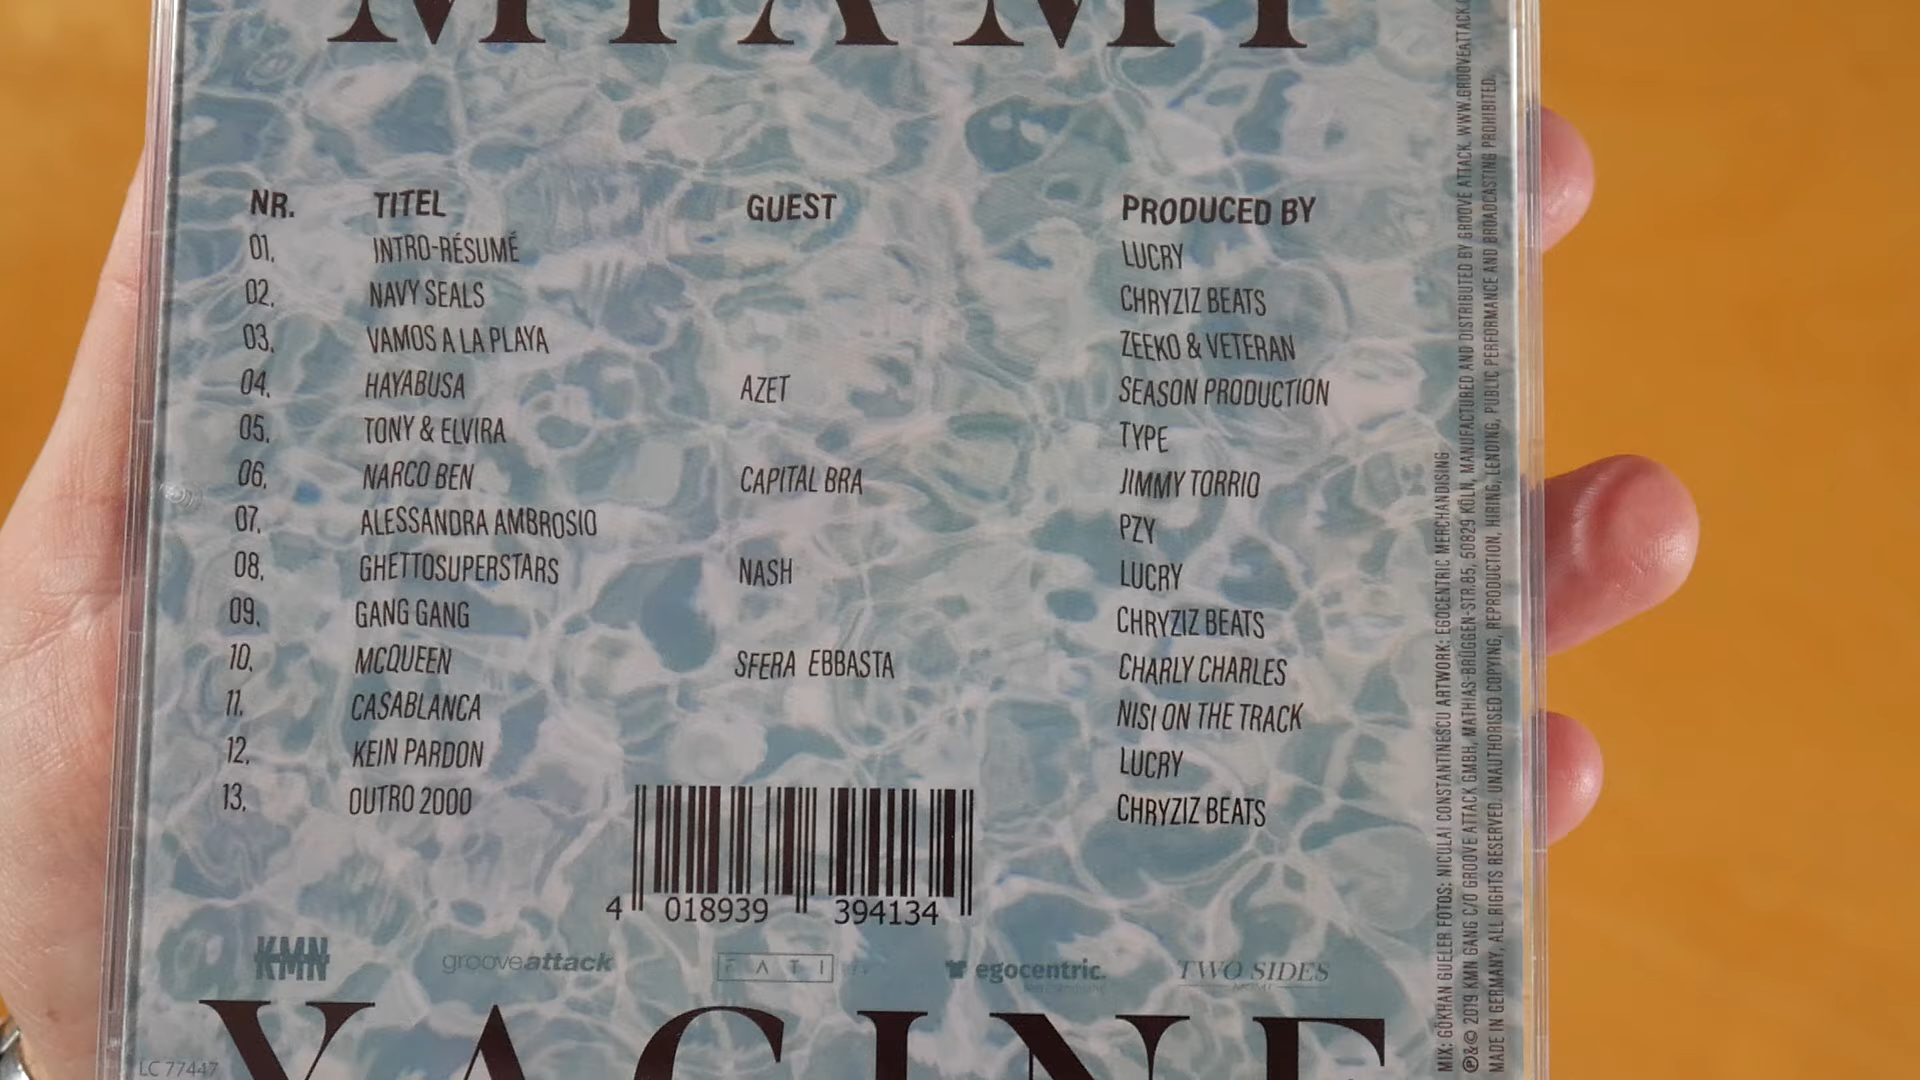 MIAMI
NR. TITEL GUEST PRODUCED BY
01. INTRO-RÉSUMÉ LUCRY
02. NAVY SEALS CHRYZIZ BEATS
03. VAMOS A LA PLAYA ZEEKO & VETERAN
04. HAYABUSA AZET SEASON PRODUCTION
05. TONY & ELVIRA TYPE
06. NARCO BEN CAPITAL BRA JIMMY TORRIO
07. ALESSANDRA AMBROSIO PZY
08. GHETTOSUPERSTARS NASH LUCRY
09. GANG GANG CHRYZIZ BEATS
10. MCQUEEN SFERA EBBASTA CHARLY CHARLES
11. CASABLANCA NISI ON THE TRACK
12. KEIN PARDON LUCRY
13. OUTRO 2000 CHRYZIZ BEATS
4 018939 394134
KMN grooveattack FATI egocentric. TWO SIDES
YACINE
LC 77447
MIX: GÖKHAN GUELER FOTOS: NICULAI CONSTANTINESCU ARTWORK: EGOCENTRIC MERCHANDISING
℗&© 2019 KMN GANG C/O GROOVE ATTACK GMBH, MATHIAS-BRÜGGEN-STR.85, 50829 KÖLN, MANUFACTURED AND DISTRIBUTED BY GROOVE ATTACK. WWW.GROOVEATTACK.
MADE IN GERMANY, ALL RIGHTS RESERVED. UNAUTHORISED COPYING, REPRODUCTION, HIRING, LENDING, PUBLIC PERFORMANCE AND BROADCASTING PROHIBITED.